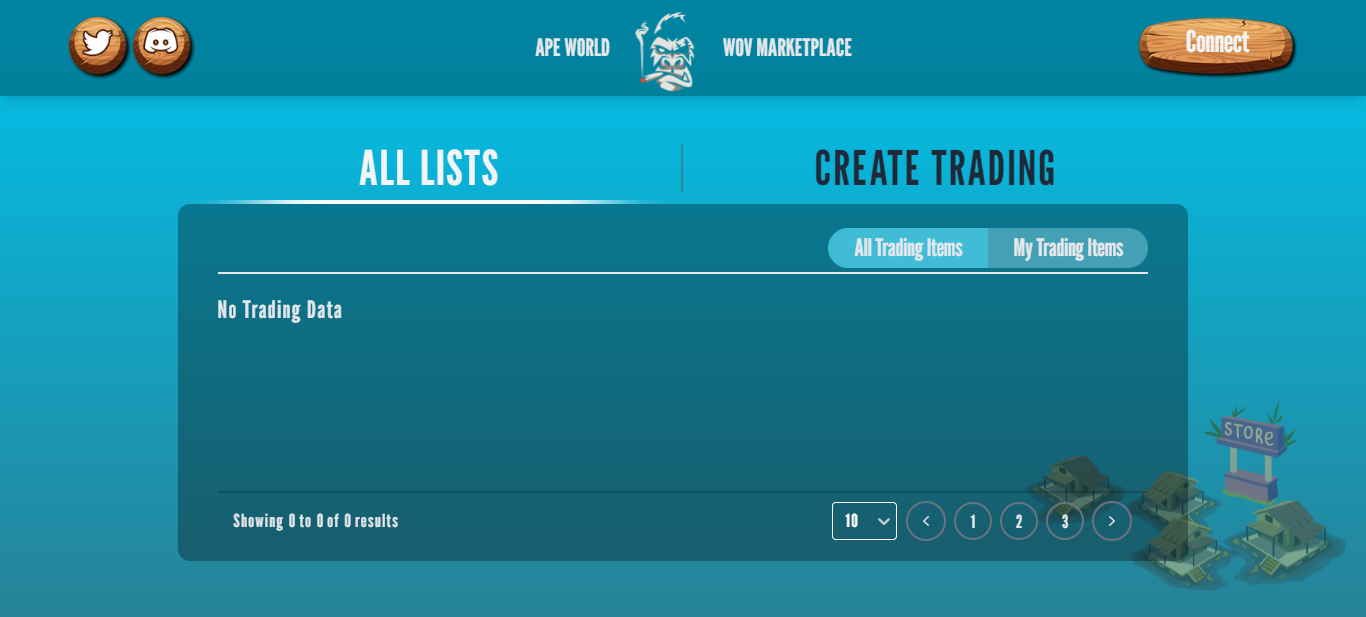 APE WORLD
WOV MARKETPLACE
Connect
ALL LISTS
CREATE TRADING
All Trading Items
My Trading Items
No Trading Data
STORe
Showing 0 to 0 of 0 results
10
1
2
3